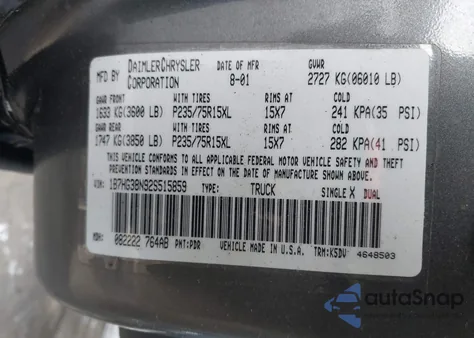 MFD BY DAIMLERCHRYSLER CORPORATION DATE OF MFR 8-01 GVWR 2727 KG(06010 LB)
GAWR FRONT WITH TIRES RIMS AT COLD
1633 KG(3600 LB) P235/75R15XL 15X7 241 KPA(35 PSI)
GAWR REAR WITH TIRES RIMS AT COLD
1747 KG(3850 LB) P235/75R15XL 15X7 282 KPA(41 PSI)
THIS VEHICLE CONFORMS TO ALL APPLICABLE FEDERAL MOTOR VEHICLE SAFETY AND THEFT
PREVENTION STANDARDS IN EFFECT ON THE DATE OF MANUFACTURE SHOWN ABOVE.
VIN: 1B7HG38N92S515859 TYPE: TRUCK SINGLE X DUAL
MDH: 082222 764AB PNT:PDR VEHICLE MADE IN U.S.A. TRM:K5DV 4648503
autoSnap